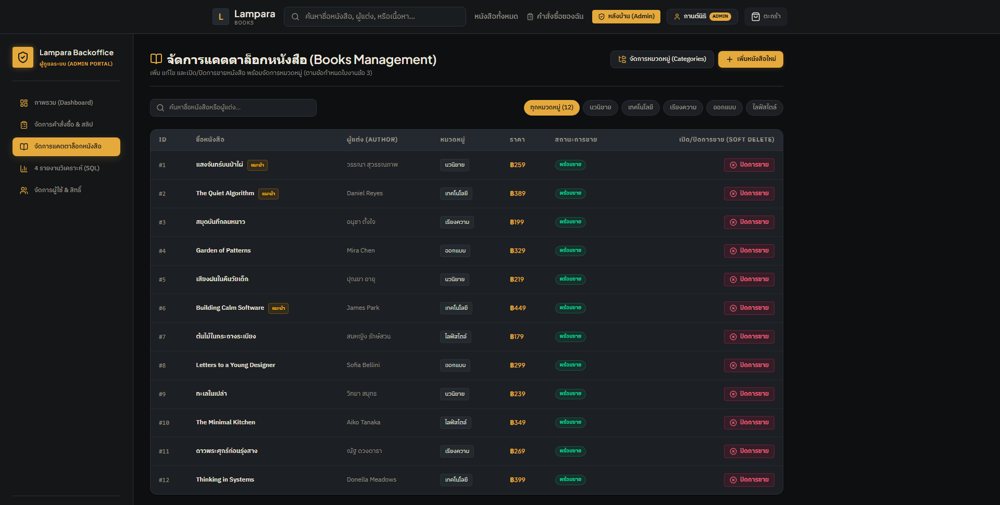 L Lampara BOOKS ค้นหาชื่อหนังสือ, ผู้แต่ง, หรือเนื้อหา... หนังสือทั้งหมด คำสั่งซื้อของฉัน หลังบ้าน (Admin) กานต์นิธิ ADMIN ตะกร้า
Lampara Backoffice
ผู้ดูแลระบบ (ADMIN PORTAL)
ภาพรวม (Dashboard)
จัดการคำสั่งซื้อ & สลิป
จัดการแคตตาล็อกหนังสือ
4 รายงานวิเคราะห์ (SQL)
จัดการผู้ใช้ & สิทธิ์
จัดการแคตตาล็อกหนังสือ (Books Management)
เพิ่ม แก้ไข และเปิด/ปิดการขายหนังสือ พร้อมจัดการหมวดหมู่ (ตามข้อกำหนดใบงานข้อ 3)
จัดการหมวดหมู่ (Categories) เพิ่มหนังสือใหม่
ค้นหาชื่อหนังสือหรือผู้แต่ง... ทุกหมวดหมู่ (12) นวนิยาย เทคโนโลยี เรียงความ ออกแบบ ไลฟ์สไตล์
ID ชื่อหนังสือ ผู้แต่ง (AUTHOR) หมวดหมู่ ราคา สถานะการขาย เปิด/ปิดการขาย (SOFT DELETE)
#1 แสงจันทร์บนป่าไผ่ แนะนำ วรรณา สุวรรณภาพ นวนิยาย ฿259 พร้อมขาย ปิดการขาย
#2 The Quiet Algorithm แนะนำ Daniel Reyes เทคโนโลยี ฿389 พร้อมขาย ปิดการขาย
#3 สมุดบันทึกลมหนาว อนุชา ตั้งใจ เรียงความ ฿199 พร้อมขาย ปิดการขาย
#4 Garden of Patterns Mira Chen ออกแบบ ฿329 พร้อมขาย ปิดการขาย
#5 เสียงฝนในคืนวัยเด็ก ปุณยา อายุ นวนิยาย ฿219 พร้อมขาย ปิดการขาย
#6 Building Calm Software แนะนำ James Park เทคโนโลยี ฿449 พร้อมขาย ปิดการขาย
#7 ต้นไม้ในกระถางระเบียง สมหญิง รักษ์สวน ไลฟ์สไตล์ ฿179 พร้อมขาย ปิดการขาย
#8 Letters to a Young Designer Sofia Bellini ออกแบบ ฿299 พร้อมขาย ปิดการขาย
#9 ทะเลในเปล่า วิทยา สมุทร นวนิยาย ฿239 พร้อมขาย ปิดการขาย
#10 The Minimal Kitchen Aiko Tanaka ไลฟ์สไตล์ ฿349 พร้อมขาย ปิดการขาย
#11 ดาวพระศุกร์ก่อนรุ่งสาง ณัฐ ดวงดารา เรียงความ ฿269 พร้อมขาย ปิดการขาย
#12 Thinking in Systems Donella Meadows เทคโนโลยี ฿399 พร้อมขาย ปิดการขาย